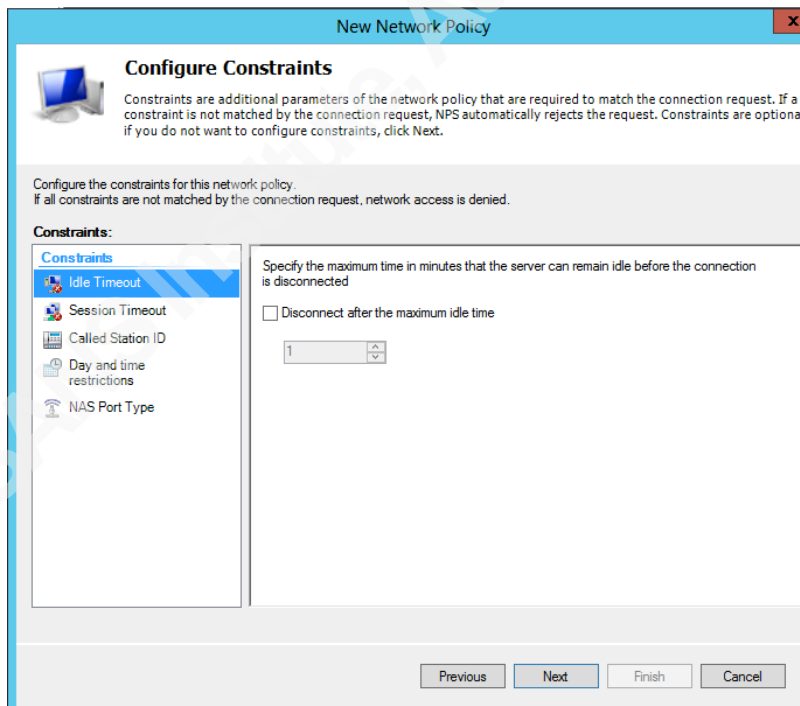 New Network Policy
x
Configure Constraints
Constraints are additional parameters of the network policy that are required to match the connection request. If a
constraint is not matched by the connection request, NPS automatically rejects the request. Constraints are optiona
if you do not want to configure constraints, click Next.
Configure the constraints for this network policy.
If all constraints are not matched by the connection request, network access is denied.
Constraints:
Constraints
Idle Timeout
Session Timeout
Called Station ID
Day and time
restrictions
NAS Port Type
Specify the maximum time in minutes that the server can remain idle before the connection
is disconnected
Disconnect after the maximum idle time
1
Previous
Next
Finish
Cancel